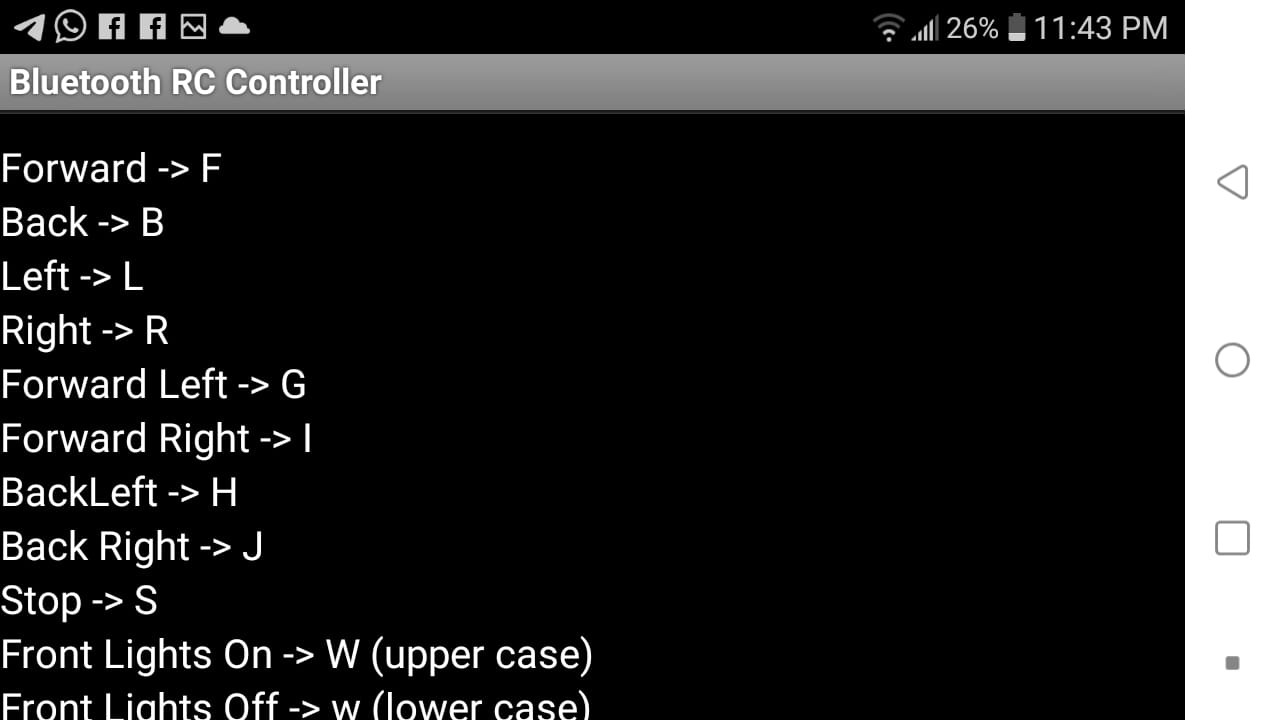 26% 11:43 PM
Bluetooth RC Controller
Forward -> F
Back -> B
Left -> L
Right -> R
Forward Left -> G
Forward Right -> I
BackLeft -> H
Back Right -> J
Stop -> S
Front Lights On -> W (upper case)
Front Lights Off -> w (lower case)